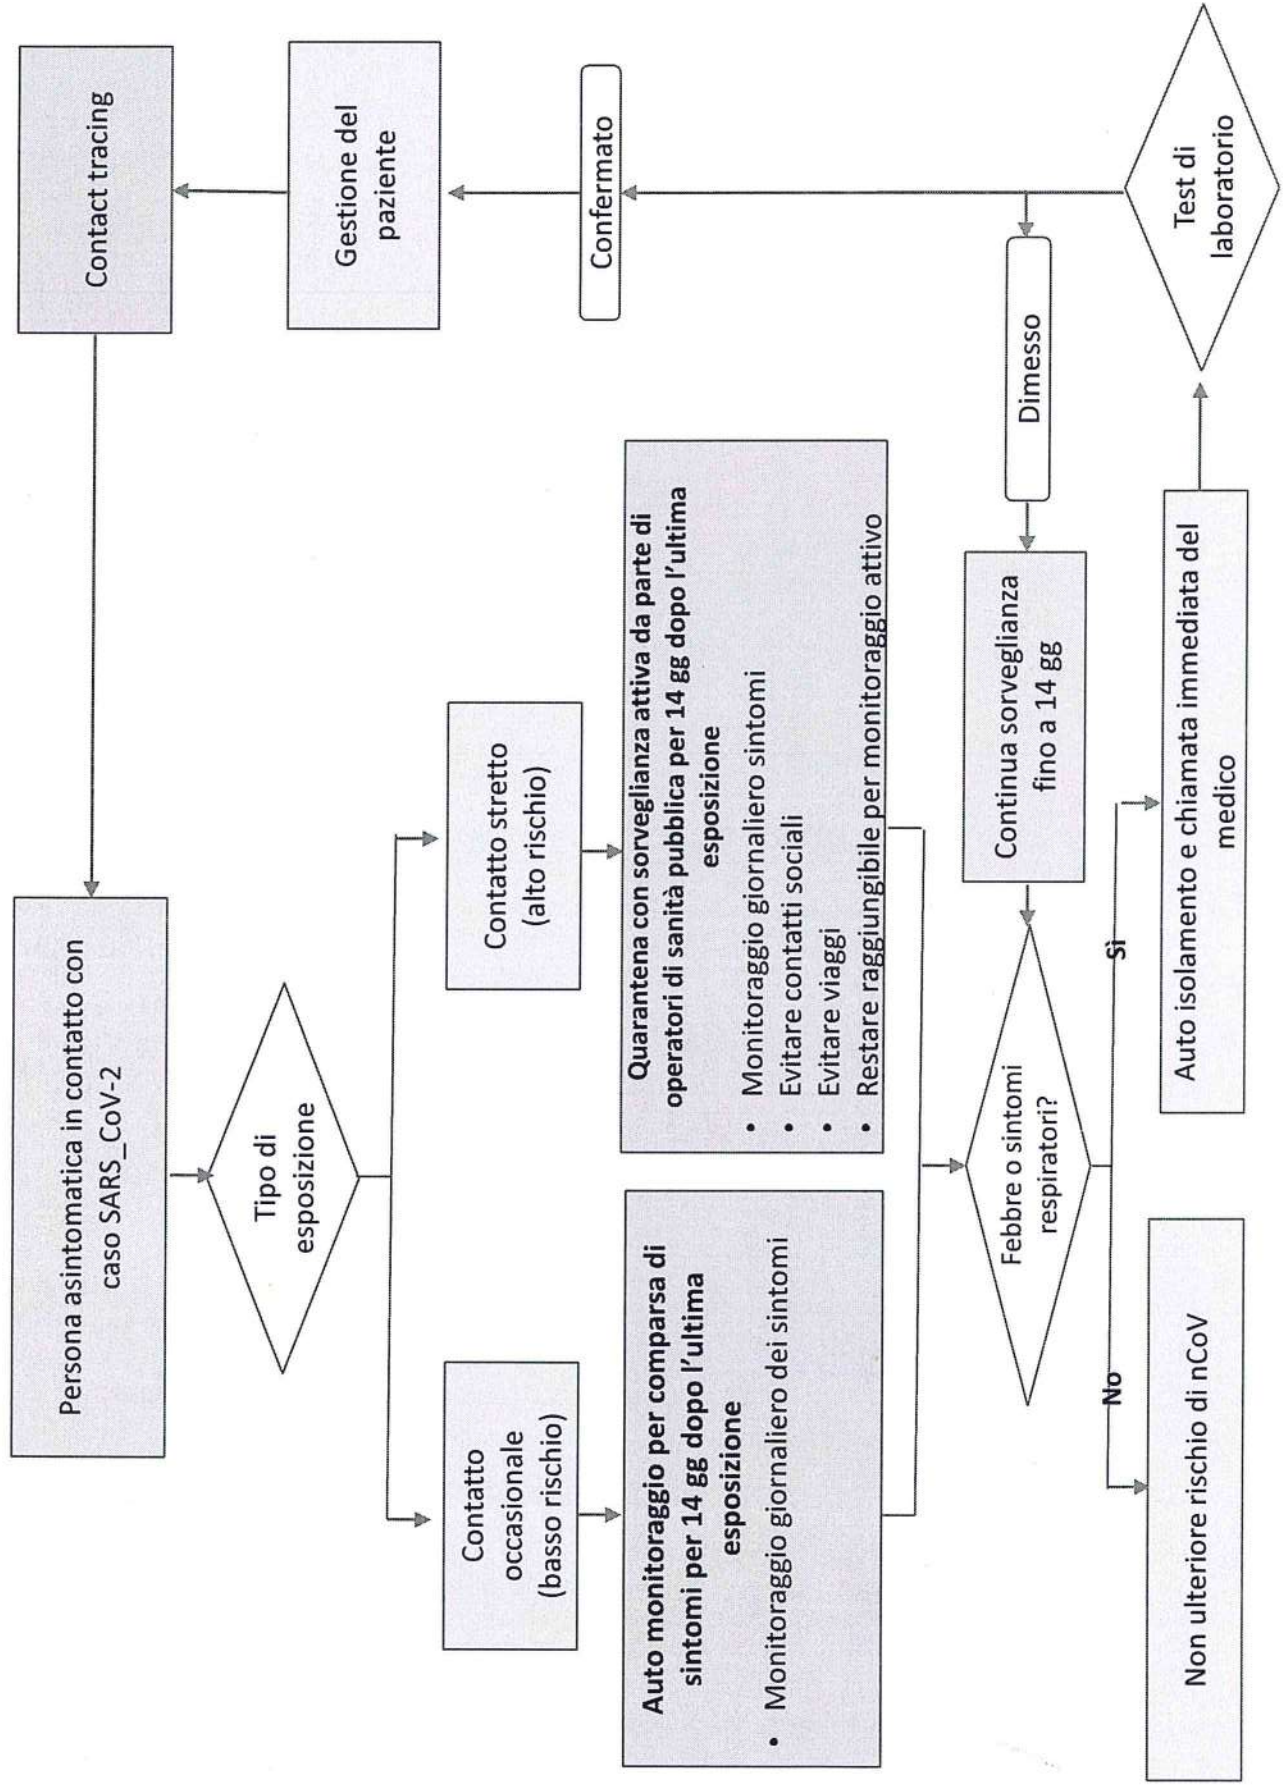 Persona asintomatica in contatto con
caso SARS_CoV-2
Contact tracing
Tipo di
esposizione
Gestione del
paziente
Contatto
occasionale
(basso rischio)
Contatto stretto
(alto rischio)
Confermato
Auto monitoraggio per comparsa di
sintomi per 14 gg dopo l'ultima
esposizione
• Monitoraggio giornaliero dei sintomi
Quarantena con sorveglianza attiva da parte di
operatori di sanità pubblica per 14 gg dopo l'ultima
esposizione
• Monitoraggio giornaliero sintomi
• Evitare contatti sociali
• Evitare viaggi
• Restare raggiungibile per monitoraggio attivo
Febbre o sintomi
respiratori?
Continua sorveglianza
fino a 14 gg
Dimesso
No
Sì
Non ulteriore rischio di nCoV
Auto isolamento e chiamata immediata del
medico
Test di
laboratorio